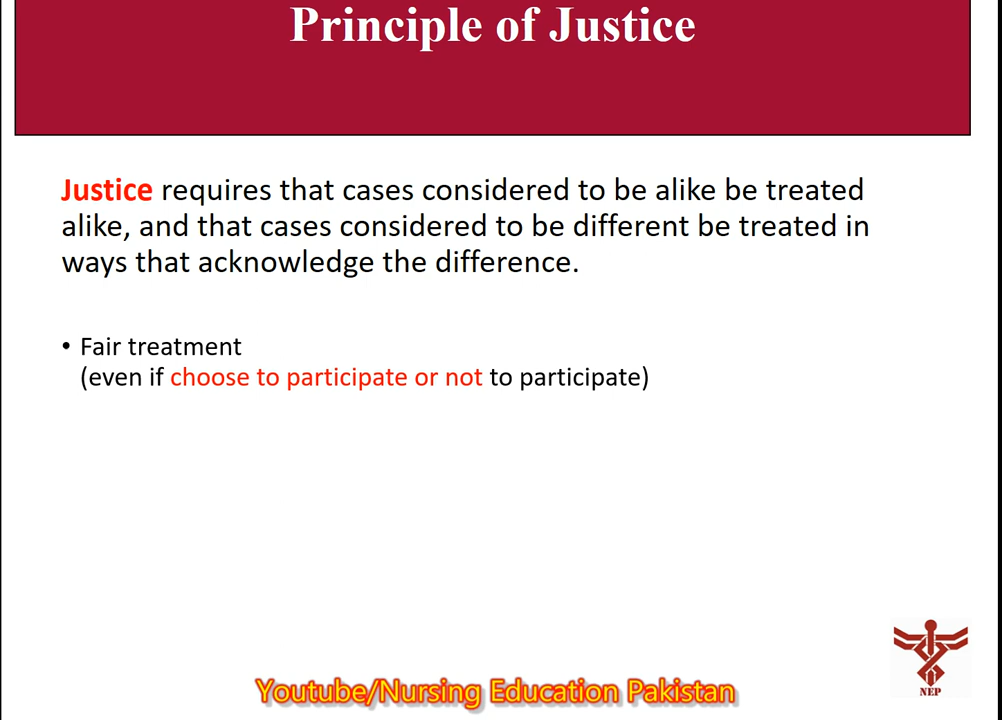 Principle of Justice
Justice requires that cases considered to be alike be treated
alike, and that cases considered to be different be treated in
ways that acknowledge the difference.
• Fair treatment
(even if choose to participate or not to participate)
NEP
Youtube/Nursing Education Pakistan